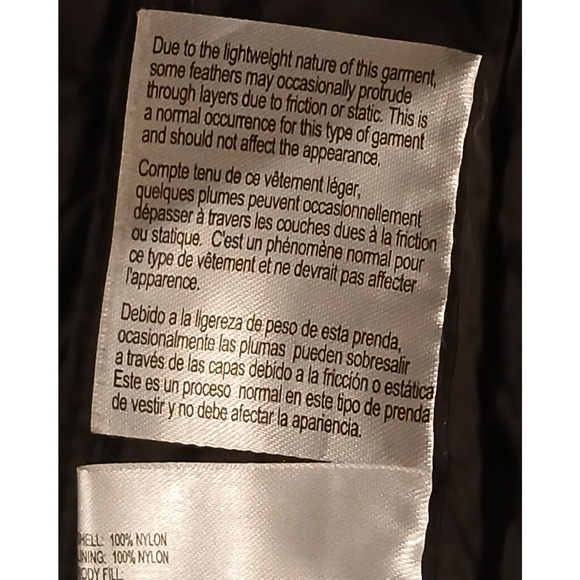 Due to the lightweight nature of this garment,
some feathers may occasionally protrude
through layers due to friction or static. This is
a normal occurrence for this type of garment
and should not affect the appearance.
Compte tenu de ce vêtement léger,
quelques plumes peuvent occasionnellement
dépasser à travers les couches dues à la friction
ou statique. C'est un phénomène normal pour
ce type de vêtement et ne devrait pas affecter
l'apparence.
Debido a la ligereza de peso de esta prenda,
ocasionalmente las plumas pueden sobresalir
a través de las capas debido a la fricción o estática
Este es un proceso normal en este tipo de prenda
de vestir y no debe afectar la apariencia.
HELL: 100% NYLON
NING: 100% NYLON
ODY FILL: